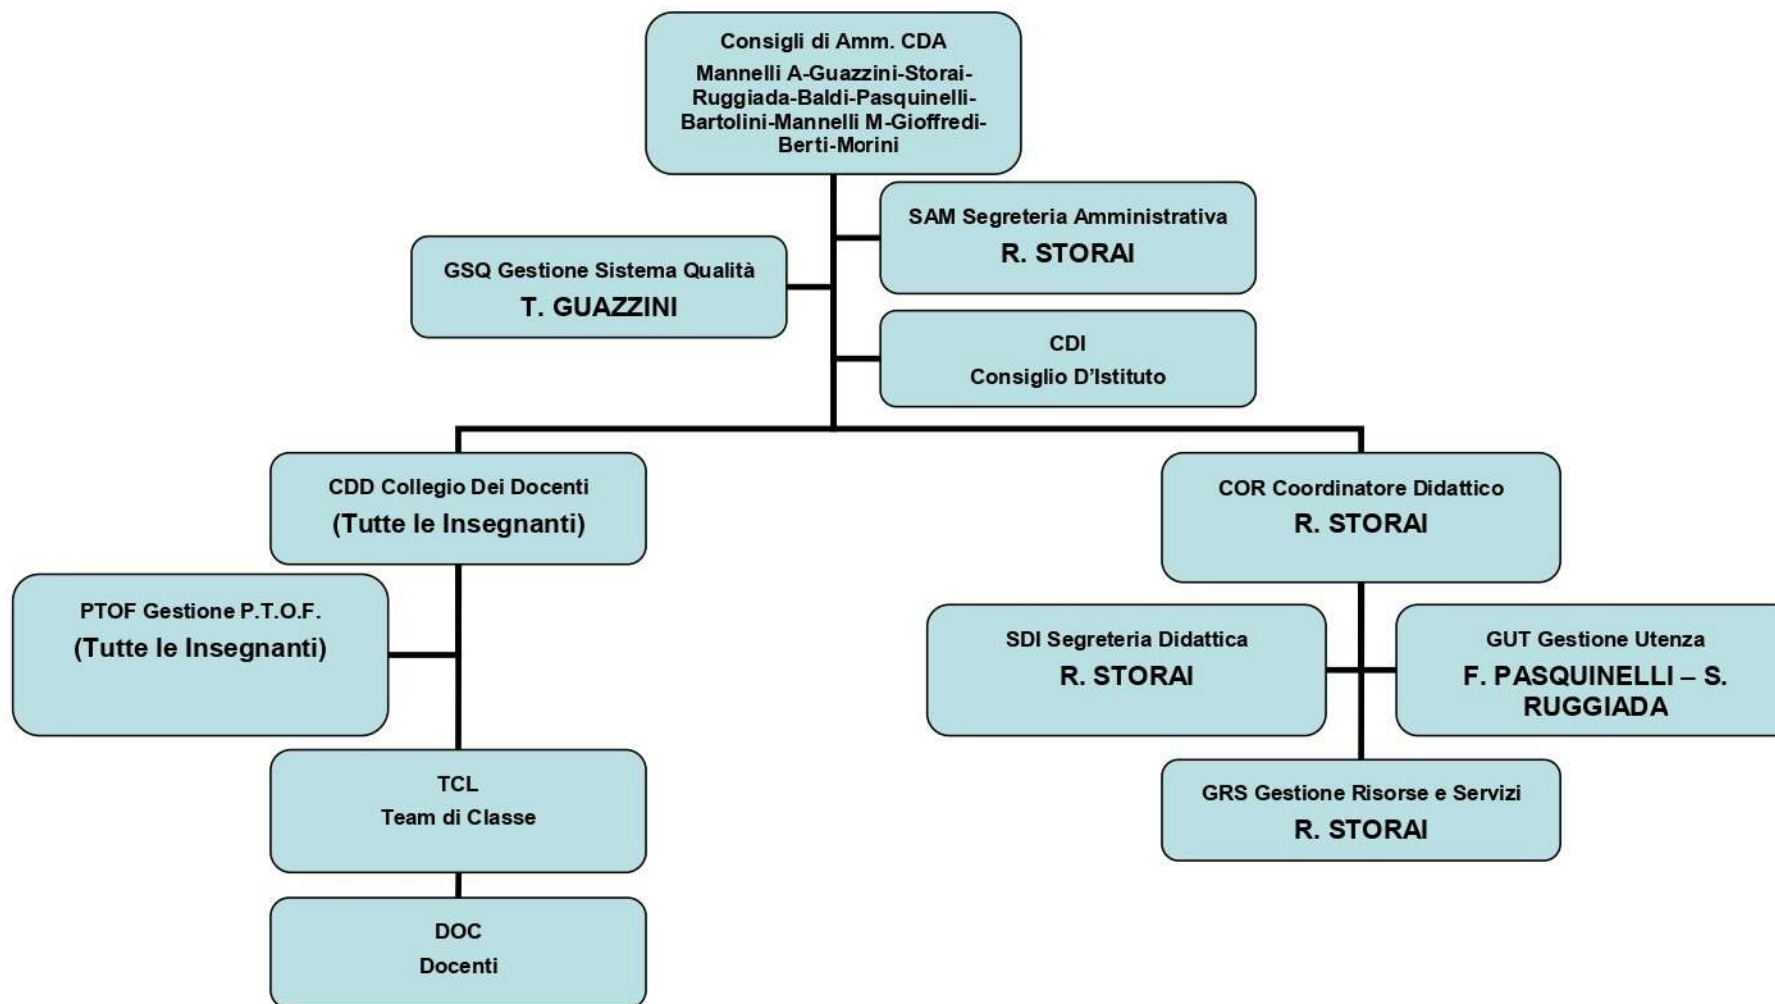 Consigli di Amm. CDA
Mannelli A-Guazzini-Storai-
Ruggiada-Baldi-Pasquinelli-
Bartolini-Mannelli M-Gioffredi-
Berti-Morini
SAM Segreteria Amministrativa
R. STORAI
GSQ Gestione Sistema Qualità
T. GUAZZINI
CDI
Consiglio D'Istituto
CDD Collegio Dei Docenti
(Tutte le Insegnanti)
COR Coordinatore Didattico
R. STORAI
PTOF Gestione P.T.O.F.
(Tutte le Insegnanti)
SDI Segreteria Didattica
R. STORAI
GUT Gestione Utenza
F. PASQUINELLI – S.
RUGGIADA
TCL
Team di Classe
GRS Gestione Risorse e Servizi
R. STORAI
DOC
Docenti